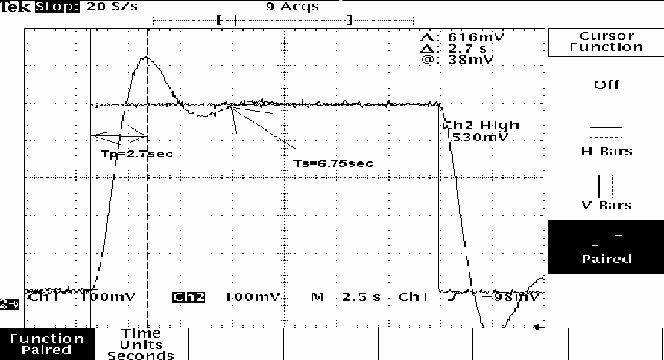 Tek Stop: 20 S/s 9 Acqs
Δ: 616mV
Δ: 2.7 s
@: 38mV
Cursor
Function
Off
Ch2 High
530mV
Tp=2.7sec
Ts=6.75sec
H Bars
V Bars
Paired
Ch1 100mV Ch2 100mV M 2.5 s Ch1 -98mV
2→
Function
Paired
Time
Units
Seconds